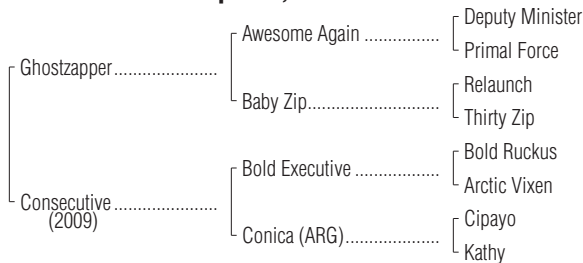 Deputy Minister
Awesome Again ................
Primal Force
Ghostzapper......................
Relaunch
Baby Zip............................
Thirty Zip
Bold Ruckus
Bold Executive ..................
Arctic Vixen
Consecutive ......................
(2009)
Cipayo
Conica (ARG)....................
Kathy